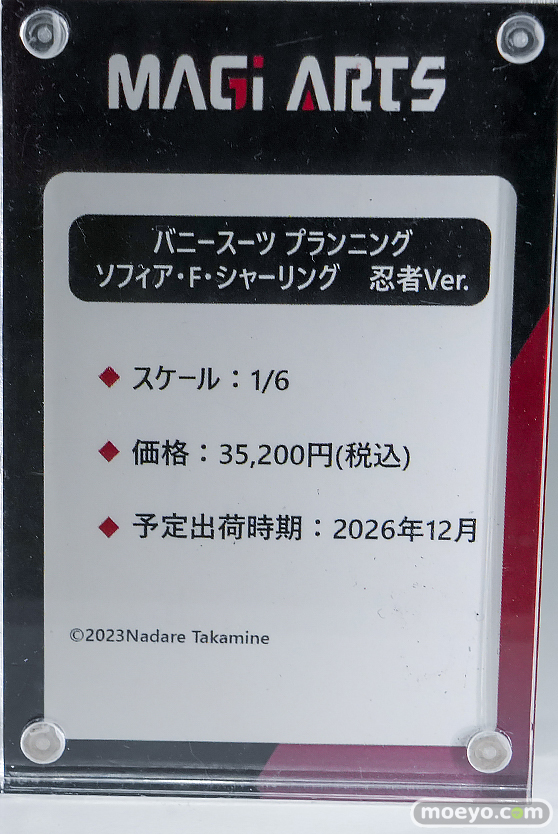 MAGi ARTS
バニースーツ プランニング
ソフィア・F・シャーリング 忍者Ver.
◆ スケール：1/6
◆ 価格：35,200円(税込)
◆ 予定出荷時期：2026年12月
©2023Nadare Takamine
moeyo.com